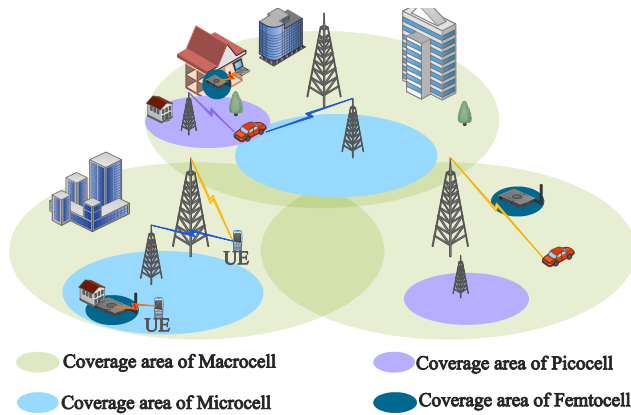 UE
UE
Coverage area of Macrocell
Coverage area of Picocell
Coverage area of Microcell
Coverage area of Femtocell